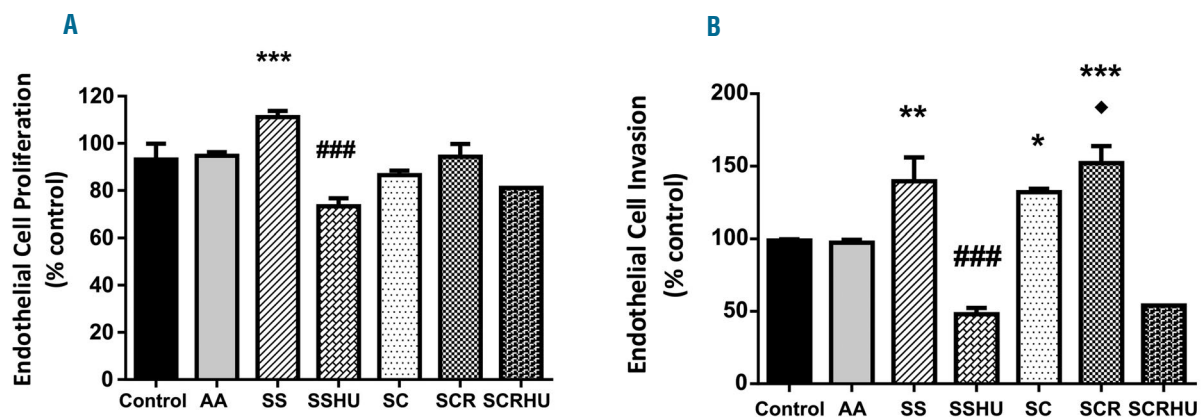 A
Endothelial Cell Proliferation
(% control)
120
100
80
60
40
20
0
***
###
Control AA SS SSHU SC SCR SCRHU
B
Endothelial Cell Invasion
(% control)
200
150
100
50
0
**
###
*
***
◆
Control AA SS SSHU SC SCR SCRHU